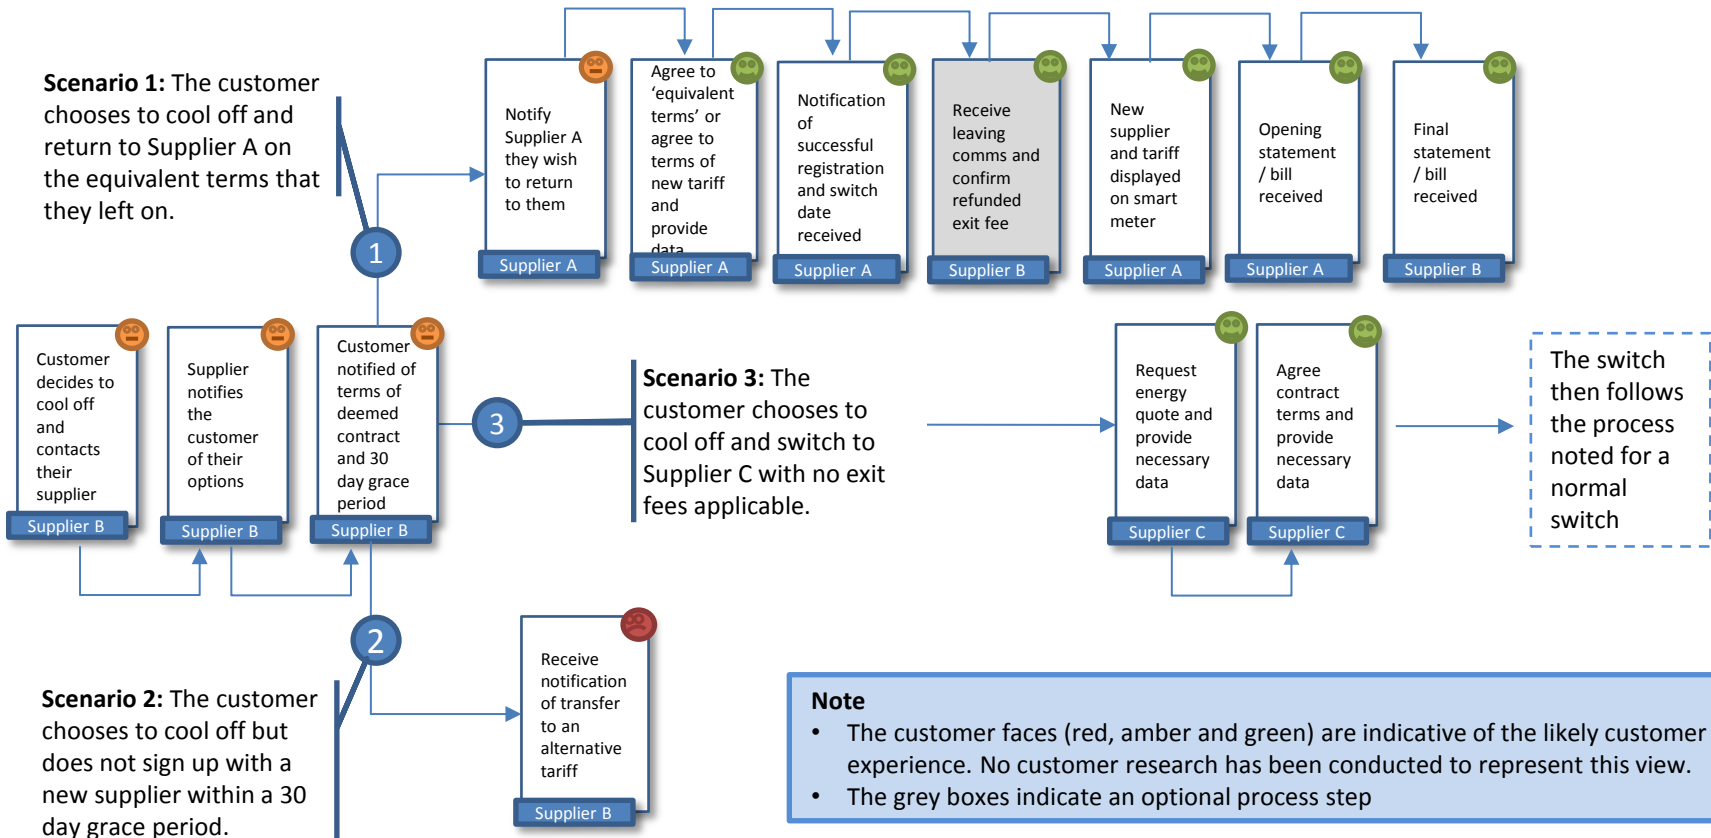 Scenario 1: The customer
chooses to cool off and
return to Supplier A on
the equivalent terms that
they left on.
1
Notify
Supplier A
they wish
to return
to them
Supplier A
Agree to
‘equivalent
terms’ or
agree to
terms of
new tariff
and
provide
data
Supplier A
Notification
of
successful
registration
and switch
date
received
Supplier A
Receive
leaving
comms and
confirm
refunded
exit fee
Supplier B
New
supplier
and tariff
displayed
on smart
meter
Supplier A
Opening
statement
/ bill
received
Supplier A
Final
statement
/ bill
received
Supplier B
Customer
decides to
cool off
and
contacts
their
supplier
Supplier B
Supplier
notifies
the
customer
of their
options
Supplier B
Customer
notified of
terms of
deemed
contract
and 30
day grace
period
Supplier B
3
Scenario 3: The
customer chooses to
cool off and switch to
Supplier C with no exit
fees applicable.
Request
energy
quote and
provide
necessary
data
Supplier C
Agree
contract
terms and
provide
necessary
data
Supplier C
The switch
then follows
the process
noted for a
normal
switch
2
Scenario 2: The customer
chooses to cool off but
does not sign up with a
new supplier within a 30
day grace period.
Receive
notification
of transfer
to an
alternative
tariff
Supplier B
Note
• The customer faces (red, amber and green) are indicative of the likely customer
experience. No customer research has been conducted to represent this view.
• The grey boxes indicate an optional process step